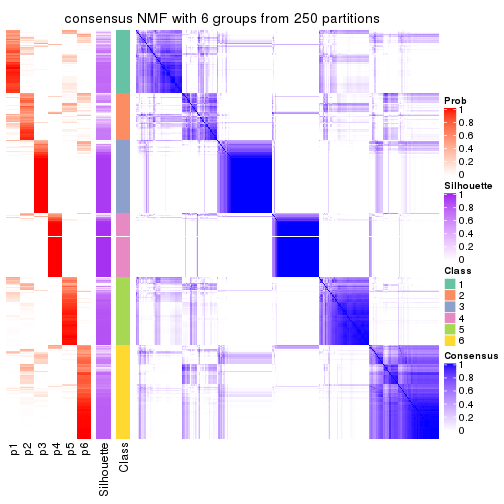 consensus NMF with 6 groups from 250 partitions
Prob
1
0.8
0.6
0.4
0.2
0
Silhouette
1
0.8
0.6
0.4
0.2
0
Class
1
2
3
4
5
6
Consensus
1
0.8
0.6
0.4
0.2
0
p1
p2
p3
p4
p5
p6
Silhouette
Class